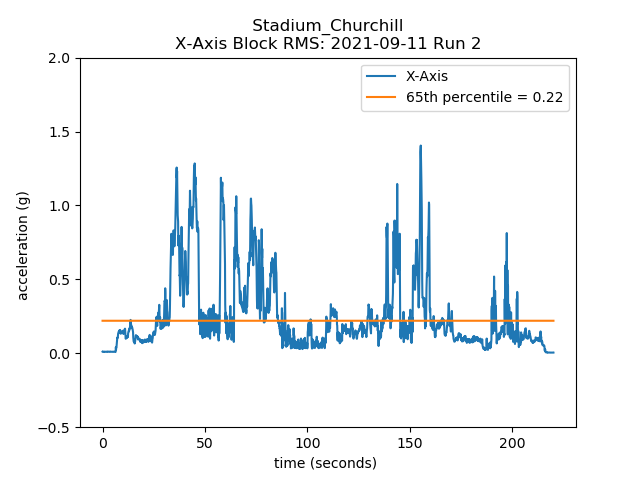 Stadium_Churchill
X-Axis Block RMS: 2021-09-11 Run 2
X-Axis
65th percentile = 0.22
acceleration (g)
2.0
1.5
1.0
0.5
0.0
−0.5
0
50
100
150
200
time (seconds)